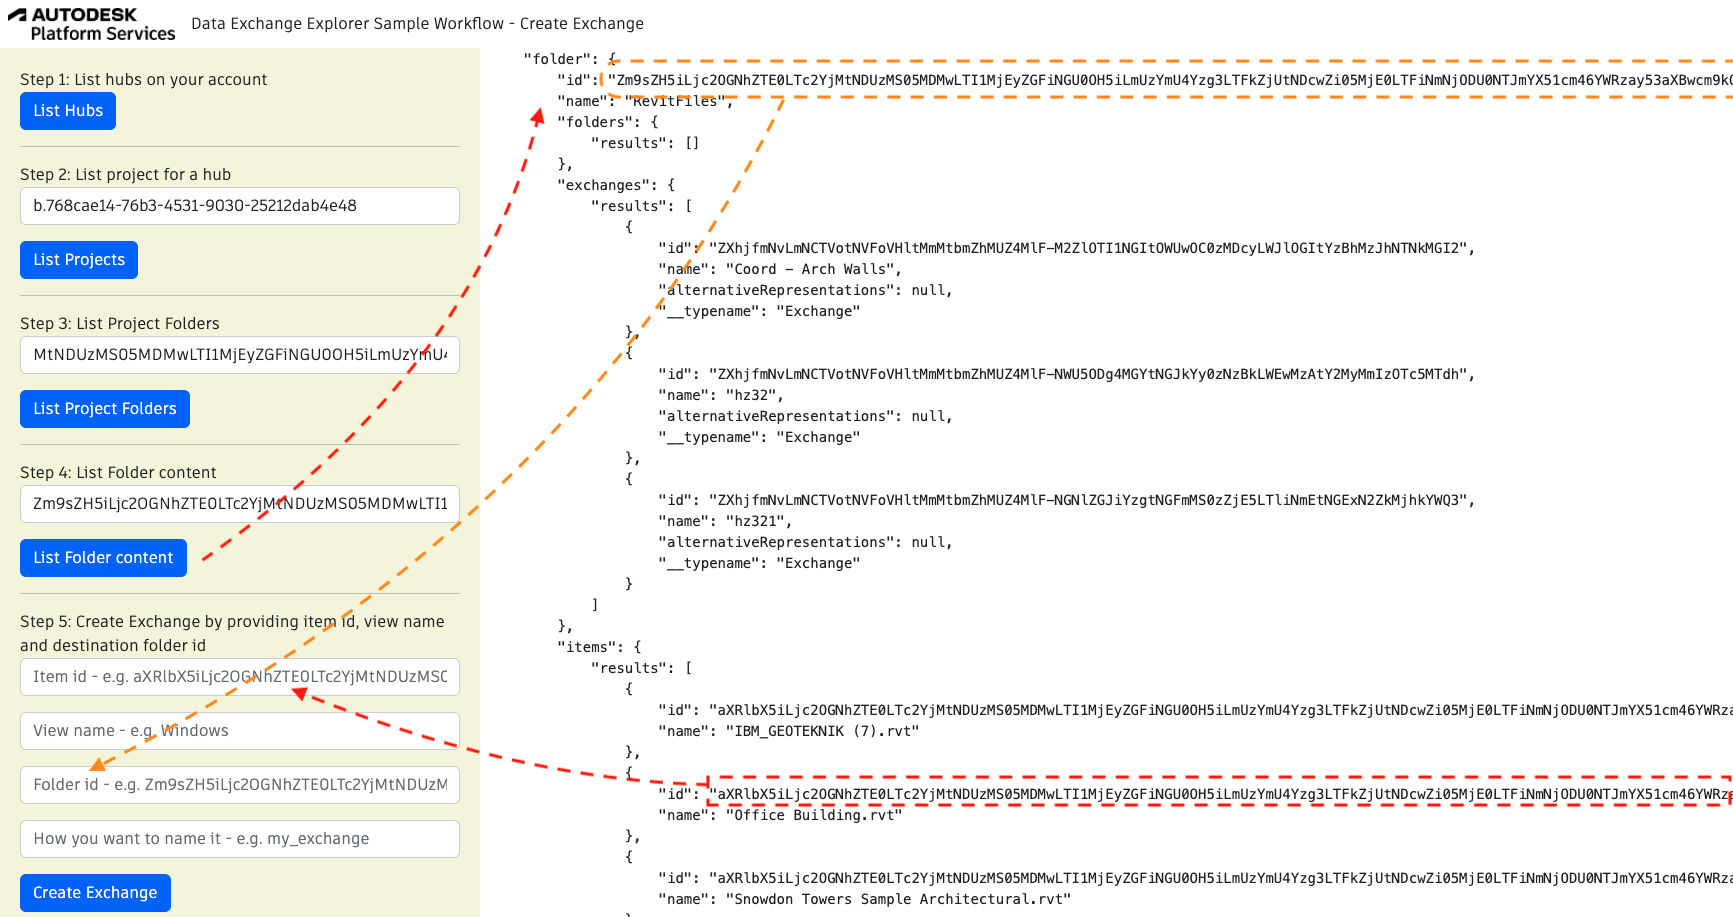 AUTODESK
Platform Services
Data Exchange Explorer Sample Workflow - Create Exchange
Step 1: List hubs on your account
List Hubs
Step 2: List project for a hub
b.768cae14-76b3-4531-9030-25212dab4e48
List Projects
Step 3: List Project Folders
MtNDUzMS05MDMwLTI1MjEyZGFiNGU0OH5iLmUzYmU4
List Project Folders
Step 4: List Folder content
Zm9sZH5iLjc2OGNhZTE0LTc2YjMtNDUzMS05MDMwLTI1
List Folder content
Step 5: Create Exchange by providing item id, view name
and destination folder id
Item id - e.g. aXRlbX5iLjc2OGNhZTE0LTc2YjMtNDUzMS0
View name - e.g. Windows
Folder id - e.g. Zm9sZH5iLjc2OGNhZTE0LTc2YjMtNDUzM
How you want to name it - e.g. my_exchange
Create Exchange
"folder": {
"id": "Zm9sZH5iLjc2OGNhZTE0LTc2YjMtNDUzMS05MDMwLTI1MjEyZGFiNGU0OH5iLmUzYmU4Yzg3LTFkZjUtNDcwZi05MjE0LTFiNmNjODU0NTJmYX51cm46YWRzay53aXBwcm9k
"name": "RevitFiles",
"folders": {
"results": []
},
"exchanges": {
"results": [
{
"id": "ZXhjfmNvLmNCTVotNVFoVHltMmMtbmZhMUZ4MlF-M2ZlOTI1NGItOWUwOC0zMDcyLWJlOGItYzBhMzJhNTNkMGI2",
"name": "Coord - Arch Walls",
"alternativeRepresentations": null,
"__typename": "Exchange"
},
{
"id": "ZXhjfmNvLmNCTVotNVFoVHltMmMtbmZhMUZ4MlF-NWU5ODg4MGYtNGJkYy0zNzBkLWEwMzAtY2MyMmIzOTc5MTdh",
"name": "hz32",
"alternativeRepresentations": null,
"__typename": "Exchange"
},
{
"id": "ZXhjfmNvLmNCTVotNVFoVHltMmMtbmZhMUZ4MlF-NGNlZGJiYzgtNGFmMS0zZjE5LTliNmEtNGExN2ZkMjhkYWQ3",
"name": "hz321",
"alternativeRepresentations": null,
"__typename": "Exchange"
}
]
},
"items": {
"results": [
{
"id": "aXRlbX5iLjc2OGNhZTE0LTc2YjMtNDUzMS05MDMwLTI1MjEyZGFiNGU0OH5iLmUzYmU4Yzg3LTFkZjUtNDcwZi05MjE0LTFiNmNjODU0NTJmYX51cm46YWRz
"name": "IBM_GEOTEKNIK (7).rvt"
},
{
"id": "aXRlbX5iLjc2OGNhZTE0LTc2YjMtNDUzMS05MDMwLTI1MjEyZGFiNGU0OH5iLmUzYmU4Yzg3LTFkZjUtNDcwZi05MjE0LTFiNmNjODU0NTJmYX51cm46YWRz
"name": "Office Building.rvt"
},
{
"id": "aXRlbX5iLjc2OGNhZTE0LTc2YjMtNDUzMS05MDMwLTI1MjEyZGFiNGU0OH5iLmUzYmU4Yzg3LTFkZjUtNDcwZi05MjE0LTFiNmNjODU0NTJmYX51cm46YWRz
"name": "Snowdon Towers Sample Architectural.rvt"